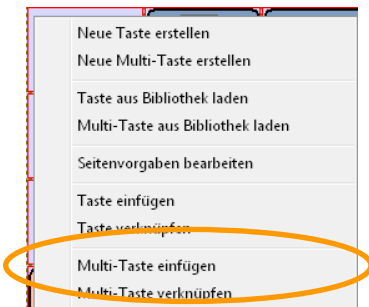 Neue Taste erstellen
Neue Multi-Taste erstellen
Taste aus Bibliothek laden
Multi-Taste aus Bibliothek laden
Seitenvorgaben bearbeiten
Taste einfügen
Taste verknüpfen
Multi-Taste einfügen
Multi-Taste verknüpfen